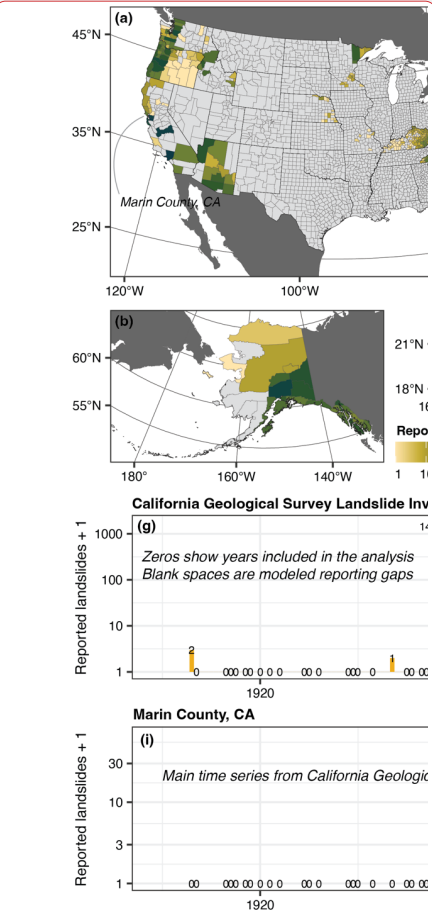 (a)
45°N
35°N
25°N
Marin County, CA
120°W
100°W
(b)
60°N
55°N
21°N
18°N
16
180°
160°W
140°W
Repo
1 10
California Geological Survey Landslide Inv
(g)
14
Zeros show years included in the analysis
Blank spaces are modeled reporting gaps
Reported landslides + 1
1000
100
10
1
2
0
000 00 0 0
00 0
000
0
1
00 00
1920
Marin County, CA
(i)
Main time series from California Geologic
Reported landslides + 1
30
10
3
1
00
000 00 0 0
00 0
000
0
0
00 00
1920